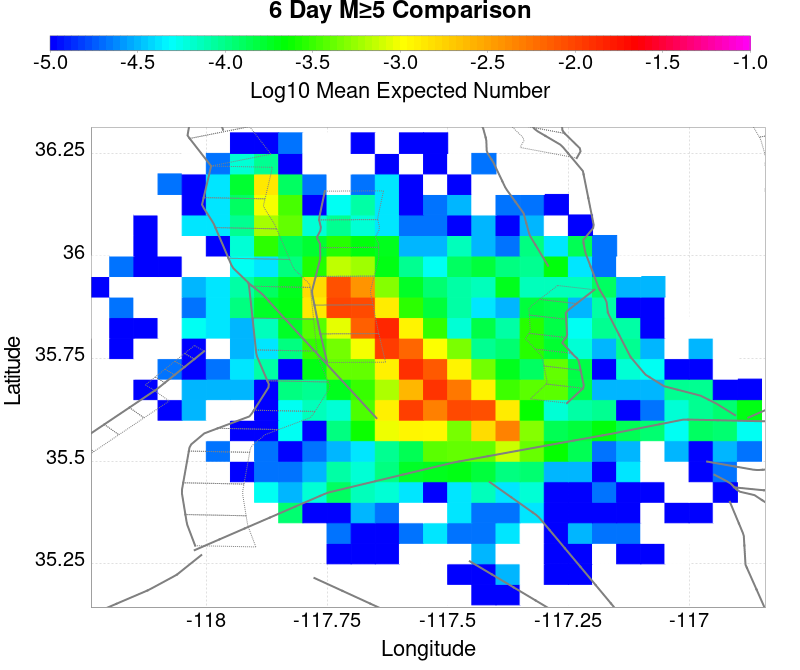 6 Day M≥5 Comparison
-5.0 -4.5 -4.0 -3.5 -3.0 -2.5 -2.0 -1.5 -1.0
Log10 Mean Expected Number
36.25
36
35.75
35.5
35.25
Latitude
-118 -117.75 -117.5 -117.25 -117
Longitude